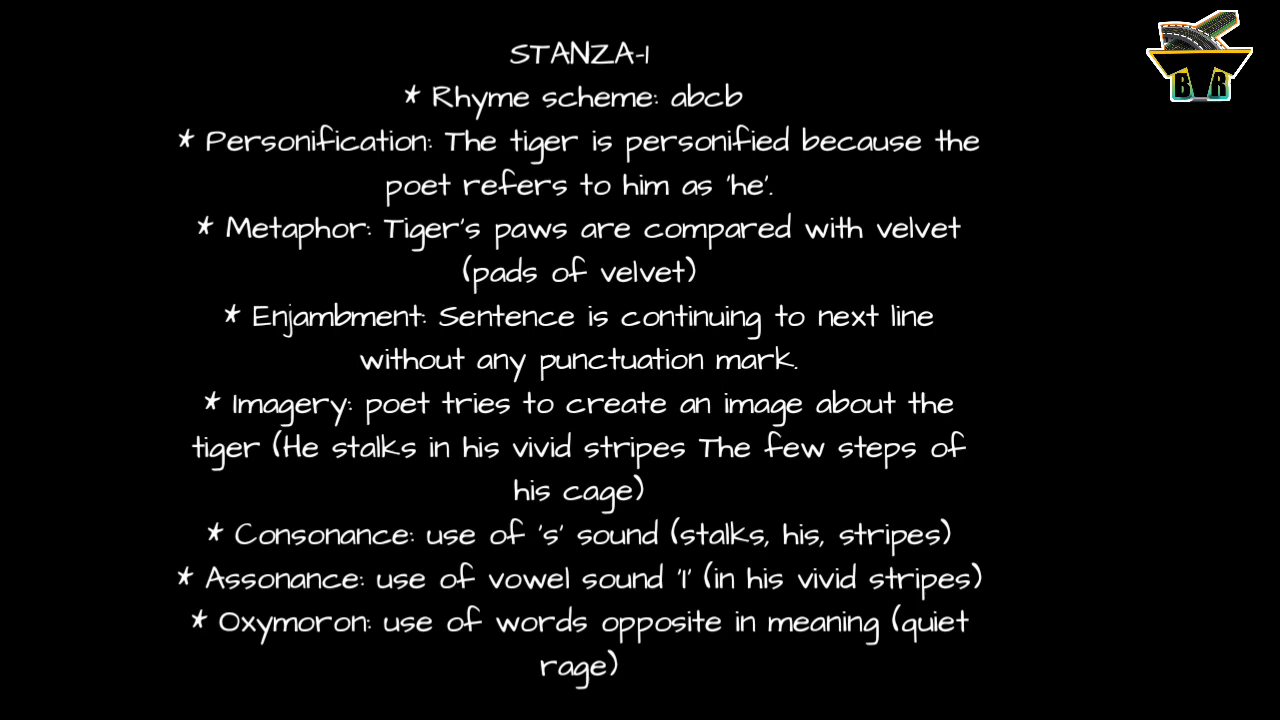 STANZA-1
* Rhyme scheme: abcb
* Personification: The tiger is personified because the
poet refers to him as 'he'.
* Metaphor: Tiger's paws are compared with velvet
(pads of velvet)
* Enjambment: Sentence is continuing to next line
without any punctuation mark.
* Imagery: poet tries to create an image about the
tiger (He stalks in his vivid stripes The few steps of
his cage)
* Consonance: use of 's' sound (stalks, his, stripes)
* Assonance: use of vowel sound 'I' (in his vivid stripes)
* Oxymoron: use of words opposite in meaning (quiet
rage)
B R